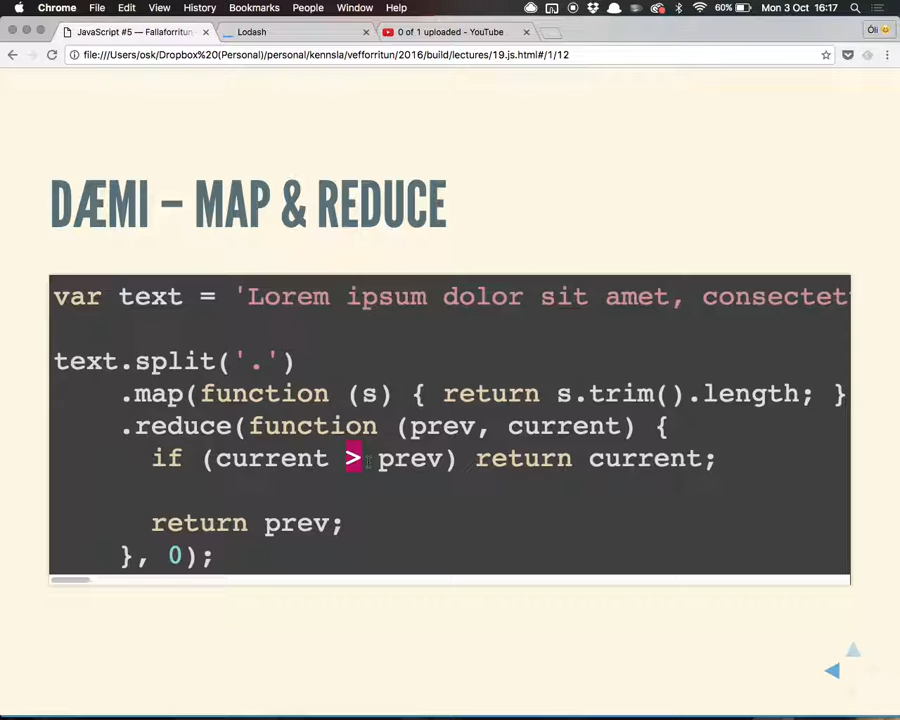 Chrome File Edit View History Bookmarks People Window Help 60% Mon 3 Oct 16:17
JavaScript #5 — Fallaforritun- Lodash 0 of 1 uploaded - YouTube Óli
file:///Users/osk/Dropbox%20(Personal)/personal/kennsla/vefforritun/2016/build/lectures/19.js.html#/1/12
DÆMI – MAP & REDUCE
var text = 'Lorem ipsum dolor sit amet, consectet
text.split('.')
.map(function (s) { return s.trim().length; }
.reduce(function (prev, current) {
if (current > prev) return current;
return prev;
}, 0);